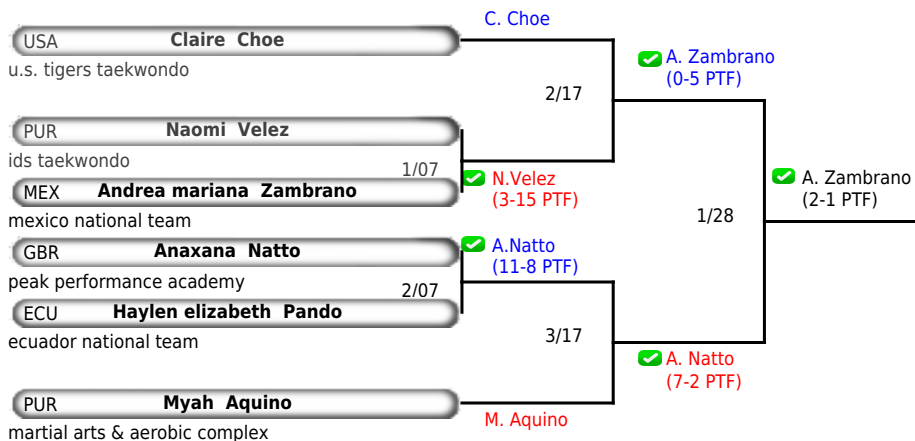 C. Choe
USA Claire Choe
u.s. tigers taekwondo
A. Zambrano
(0-5 PTF)
2/17
PUR Naomi Velez
ids taekwondo
1/07
N.Velez
(3-15 PTF)
MEX Andrea mariana Zambrano
mexico national team
A. Zambrano
(2-1 PTF)
1/28
GBR Anaxana Natto
peak performance academy
A.Natto
(11-8 PTF)
2/07
ECU Haylen elizabeth Pando
ecuador national team
3/17
A. Natto
(7-2 PTF)
PUR Myah Aquino
martial arts & aerobic complex
M. Aquino